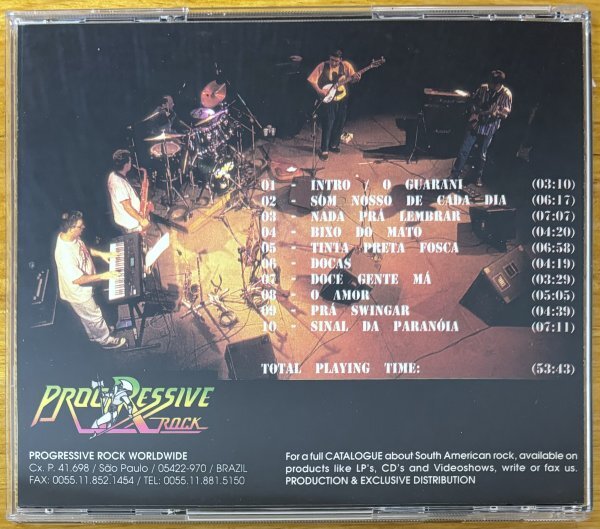 01 - INTRO / O GUARANI (03:10)
02 - SOM NOSSO DE CADA DIA (06:17)
03 - NADA PRÁ LEMBRAR (07:07)
04 - BIXO DO MATO (04:20)
05 - TINTA PRETA FOSCA (06:58)
06 - DOCAS (04:19)
07 - DOCE GENTE MÁ (03:29)
08 - O AMOR (05:05)
09 - PRÁ SWINGAR (04:39)
10 - SINAL DA PARANÓIA (07:11)
TOTAL PLAYING TIME: (53:43)
PROGRESSIVE
ROCK
PROGRESSIVE ROCK WORLDWIDE
Cx. P. 41.698 / São Paulo / 05422-970 / BRAZIL
FAX: 0055.11.852.1454 / TEL: 0055.11.881.5150
For a full CATALOGUE about South American rock, available on
products like LP's, CD's and Videoshows, write or fax us.
PRODUCTION & EXCLUSIVE DISTRIBUTION